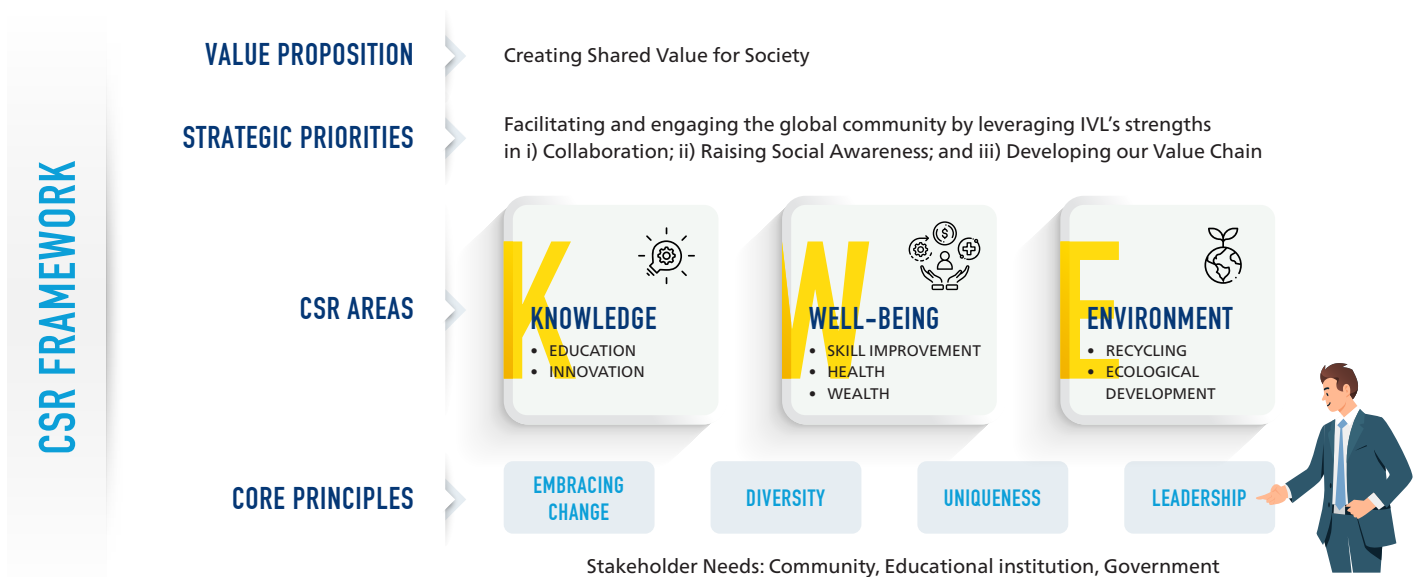 CSR FRAMEWORK
VALUE PROPOSITION
Creating Shared Value for Society
STRATEGIC PRIORITIES
Facilitating and engaging the global community by leveraging IVL's strengths
in i) Collaboration; ii) Raising Social Awareness; and iii) Developing our Value Chain
CSR AREAS
K
KNOWLEDGE
• EDUCATION
• INNOVATION
W
$
WELL-BEING
• SKILL IMPROVEMENT
• HEALTH
• WEALTH
E
ENVIRONMENT
• RECYCLING
• ECOLOGICAL
DEVELOPMENT
CORE PRINCIPLES
EMBRACING
CHANGE
DIVERSITY
UNIQUENESS
LEADERSHIP
Stakeholder Needs: Community, Educational institution, Government